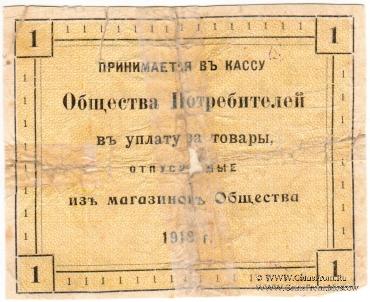 1 1
ПРИНИМАЕТСЯ ВЪ КАССУ
Общества Потребителей
въ уплату за товары,
изъ магазиновъ Общества
1918 г.
1 1